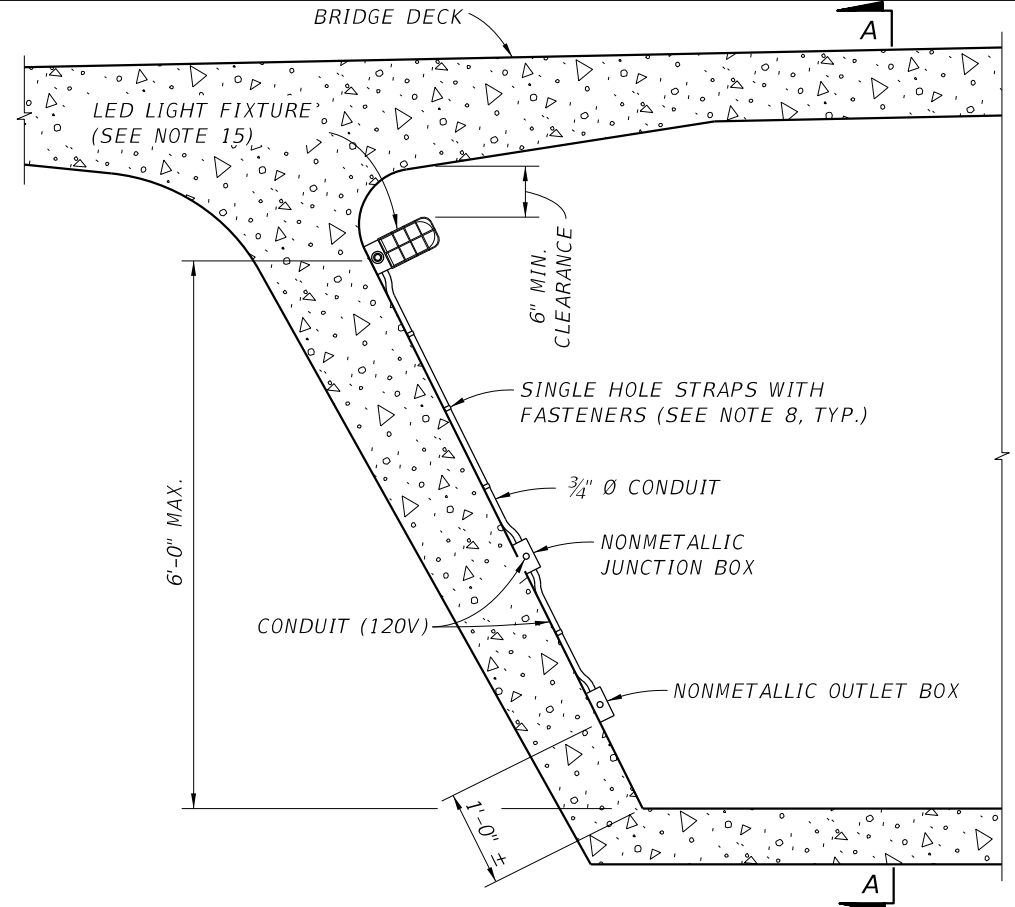 BRIDGE DECK
A
LED LIGHT FIXTURE
(SEE NOTE 15)
6" MIN.
CLEARANCE
SINGLE HOLE STRAPS WITH
FASTENERS (SEE NOTE 8, TYP.)
3/4" Ø CONDUIT
6'-0" MAX.
NONMETALLIC
JUNCTION BOX
CONDUIT (120V)
NONMETALLIC OUTLET BOX
1'-0" ±
A